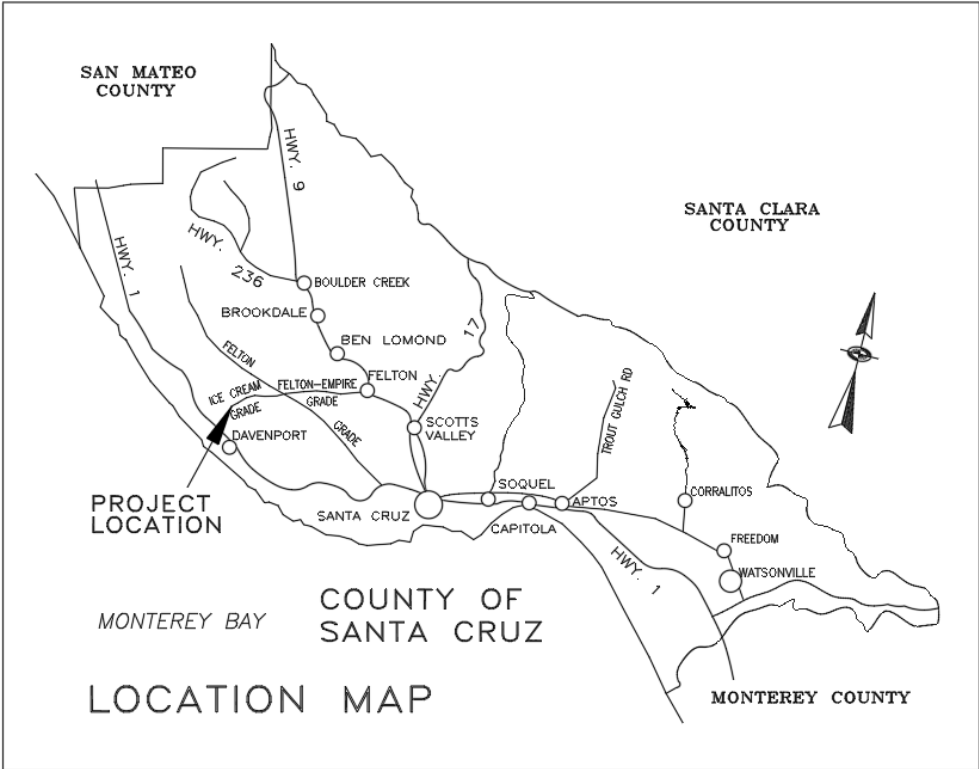 SAN MATEO
COUNTY
HWY. 9
SANTA CLARA
COUNTY
HWY. 1
HWY. 236
BOULDER CREEK
BROOKDALE
BEN LOMOND
HWY. 17
FELTON
GRADE
FELTON
ICE CREAM
GRADE
FELTON-EMPIRE
GRADE
TROUT GULCH RD
SCOTTS
VALLEY
DAVENPORT
PROJECT
LOCATION
SANTA CRUZ
SOQUEL
CAPITOLA
APTOS
CORRALITOS
FREEDOM
WATSONVILLE
HWY. 1
MONTEREY BAY
COUNTY OF
SANTA CRUZ
LOCATION MAP
MONTEREY COUNTY